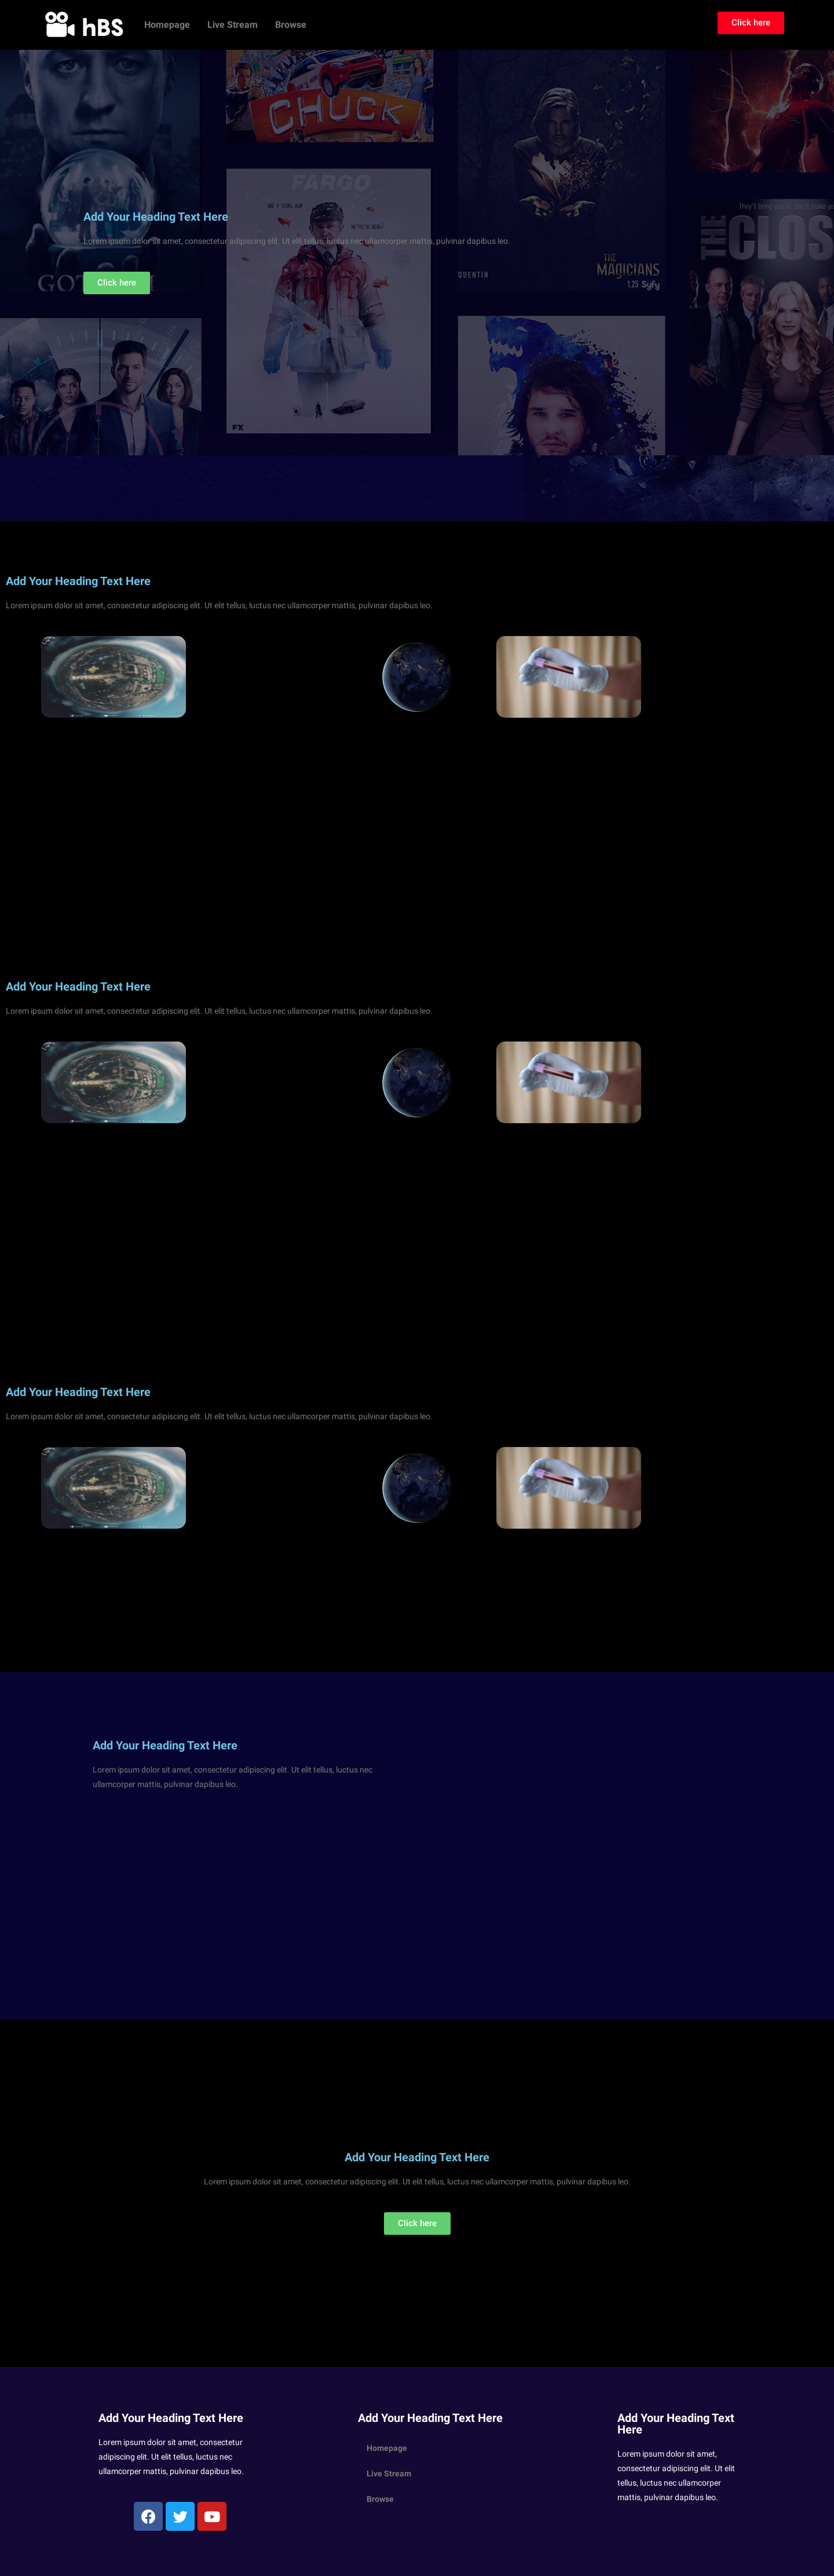 hBS
Homepage Live Stream Browse
Click here
CHUCK
FARGO
They'll bring you in. She'll make yo
THE CLOS
Add Your Heading Text Here
Lorem ipsum dolor sit amet, consectetur adipiscing elit. Ut elit tellus, luctus nec ullamcorper mattis, pulvinar dapibus leo.
QUENTIN
THE MAGICIANS
1.25 Syfy
Click here
FX
Add Your Heading Text Here
Lorem ipsum dolor sit amet, consectetur adipiscing elit. Ut elit tellus, luctus nec ullamcorper mattis, pulvinar dapibus leo.
Add Your Heading Text Here
Lorem ipsum dolor sit amet, consectetur adipiscing elit. Ut elit tellus, luctus nec ullamcorper mattis, pulvinar dapibus leo.
Add Your Heading Text Here
Lorem ipsum dolor sit amet, consectetur adipiscing elit. Ut elit tellus, luctus nec ullamcorper mattis, pulvinar dapibus leo.
Add Your Heading Text Here
Lorem ipsum dolor sit amet, consectetur adipiscing elit. Ut elit tellus, luctus nec
ullamcorper mattis, pulvinar dapibus leo.
Add Your Heading Text Here
Lorem ipsum dolor sit amet, consectetur adipiscing elit. Ut elit tellus, luctus nec ullamcorper mattis, pulvinar dapibus leo.
Click here
Add Your Heading Text Here
Lorem ipsum dolor sit amet, consectetur
adipiscing elit. Ut elit tellus, luctus nec
ullamcorper mattis, pulvinar dapibus leo.
Add Your Heading Text Here
Homepage
Live Stream
Browse
Add Your Heading Text
Here
Lorem ipsum dolor sit amet,
consectetur adipiscing elit. Ut elit
tellus, luctus nec ullamcorper
mattis, pulvinar dapibus leo.